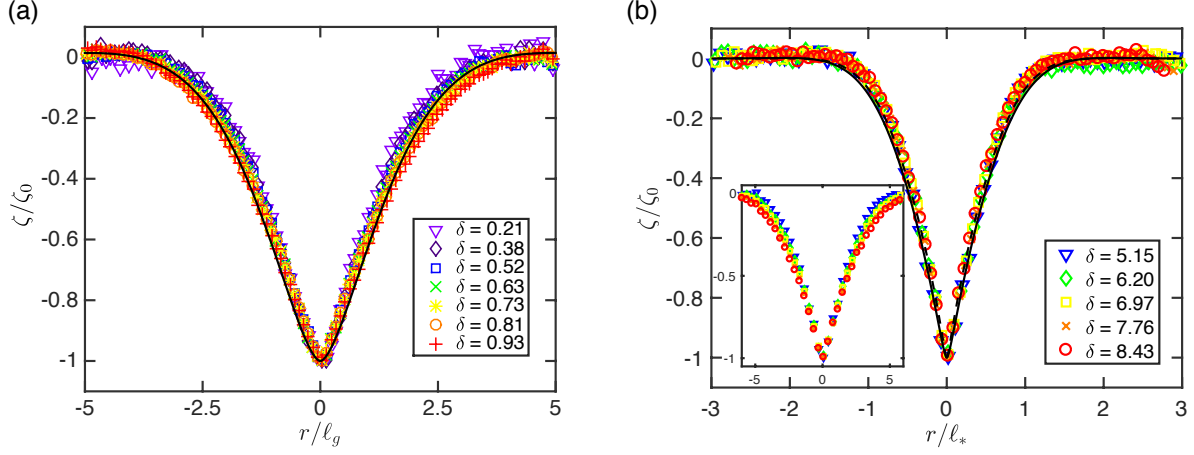 (a)
0
-0.2
-0.4
-0.6
-0.8
-1
ζ/ζ₀
-5
-2.5
0
2.5
5
r/ℓ_g
δ = 0.21
δ = 0.38
δ = 0.52
δ = 0.63
δ = 0.73
δ = 0.81
δ = 0.93
(b)
0
-0.2
-0.4
-0.6
-0.8
-1
ζ/ζ₀
-3
-2
-1
0
1
2
3
r/ℓ_*
0
-0.5
-1
-5
0
5
δ = 5.15
δ = 6.20
δ = 6.97
δ = 7.76
δ = 8.43